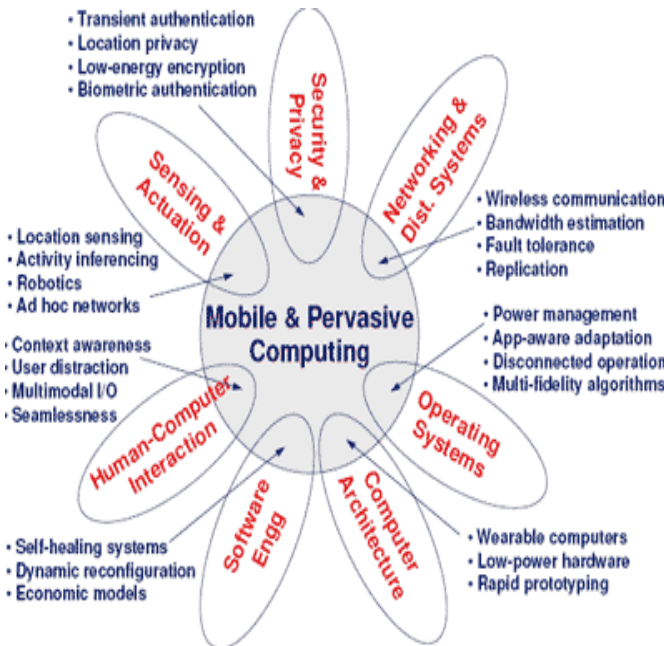 • Transient authentication
• Location privacy
• Low-energy encryption
• Biometric authentication
Security &
Privacy
Networking &
Dist. Systems
Sensing &
Actuation
• Wireless communication
• Bandwidth estimation
• Fault tolerance
• Replication
• Location sensing
• Activity inferencing
• Robotics
• Ad hoc networks
Mobile & Pervasive
Computing
• Power management
• App-aware adaptation
• Disconnected operation
• Multi-fidelity algorithms
• Context awareness
• User distraction
• Multimodal I/O
• Seamlessness
Human-Computer
Interaction
Operating
Systems
Software
Engg
Computer
Architecture
• Self-healing systems
• Dynamic reconfiguration
• Economic models
• Wearable computers
• Low-power hardware
• Rapid prototyping